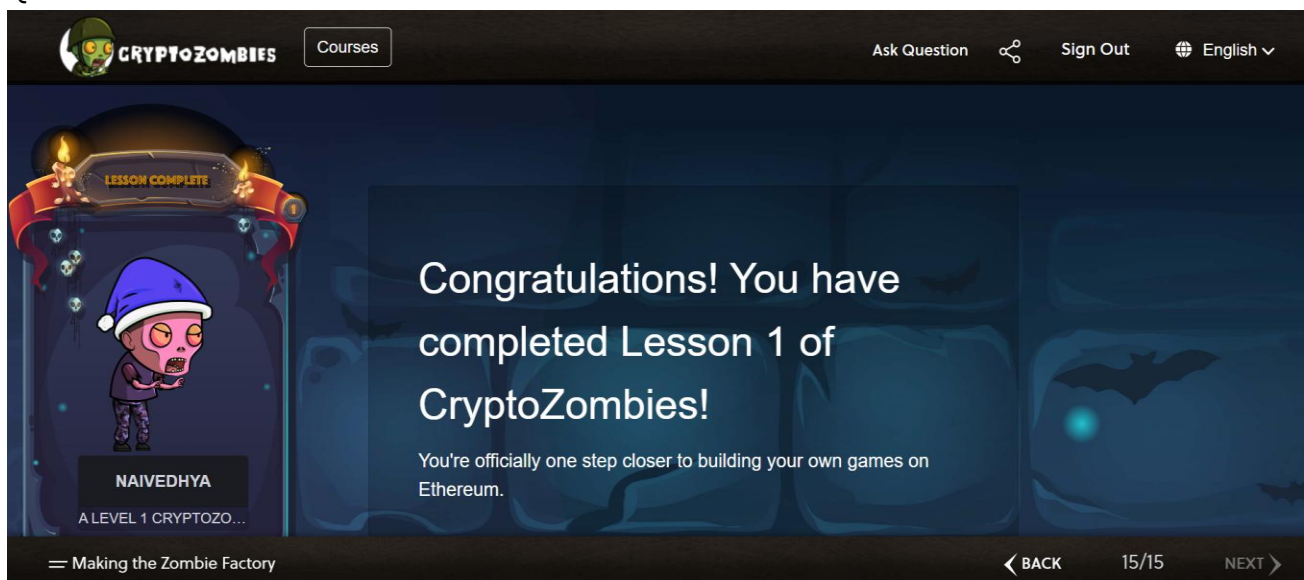 CRYPTOZOMBIES Courses Ask Question Sign Out English
LESSON COMPLETE
1
Congratulations! You have
completed Lesson 1 of
CryptoZombies!
You're officially one step closer to building your own games on
Ethereum.
NAIVEDHYA
A LEVEL 1 CRYPTOZO...
Making the Zombie Factory BACK 15/15 NEXT